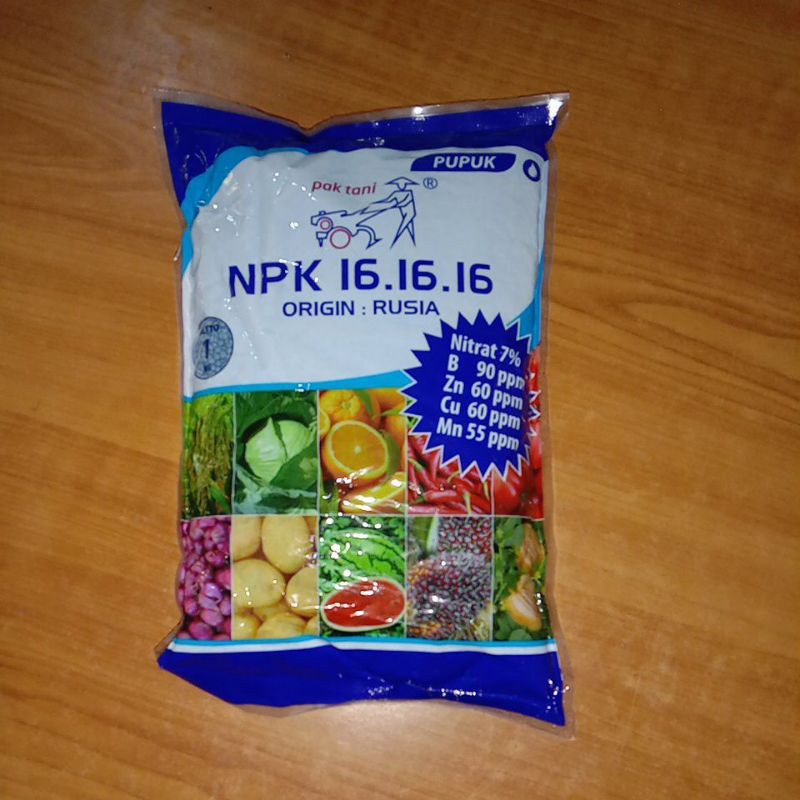 PUPUK
pak tani ®
NPK 16.16.16
ORIGIN : RUSIA
1
Nitrat 7%
B 90 ppm
Zn 60 ppm
Cu 60 ppm
Mn 55 ppm